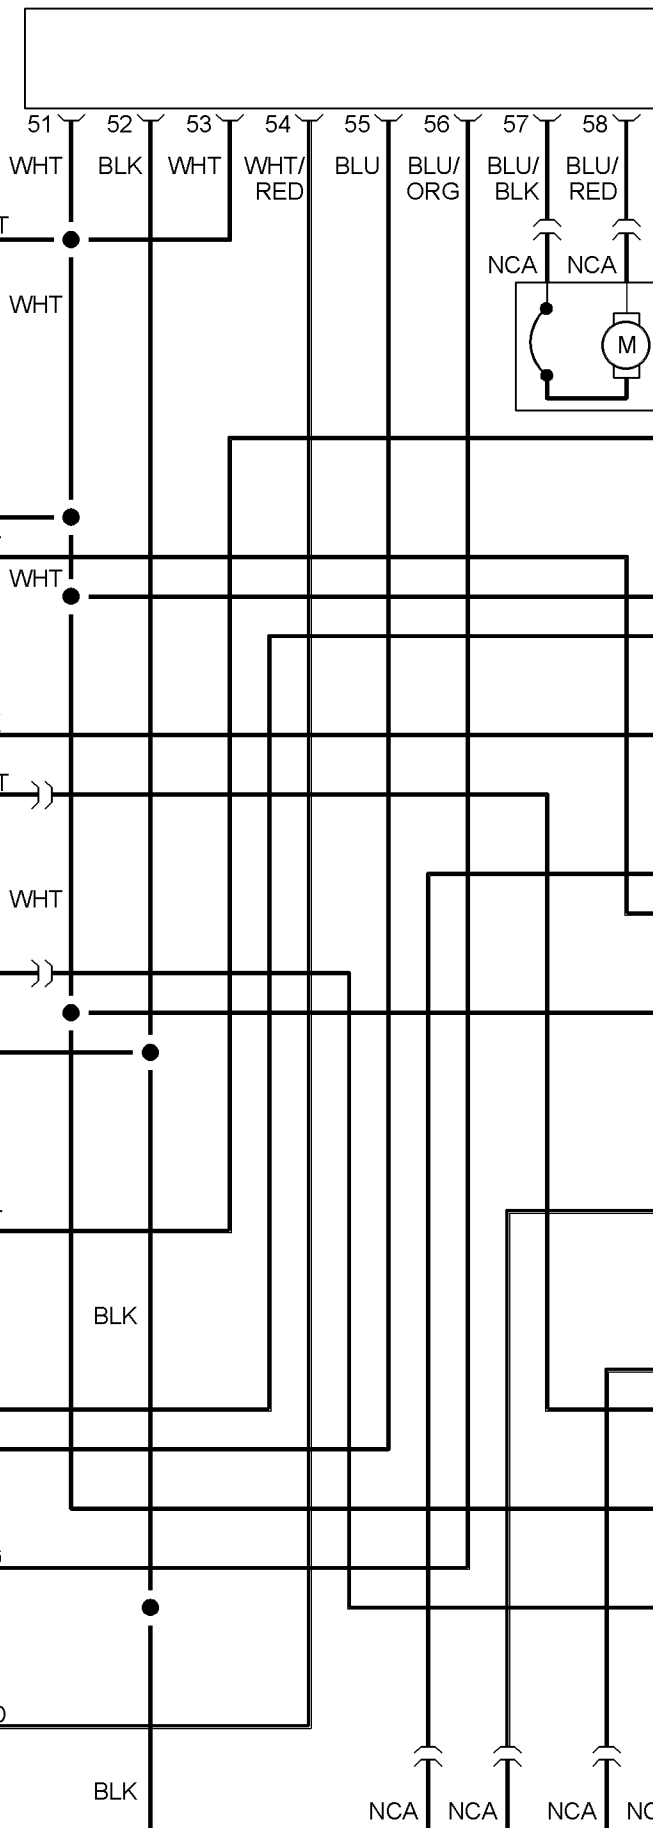 51 52 53 54 55 56 57 58
WHT BLK WHT WHT/ BLU BLU/ BLU/ BLU/
RED ORG BLK RED
T
NCA NCA
WHT
M
WHT
T
WHT
BLK
BLK
NCA NCA NCA NC